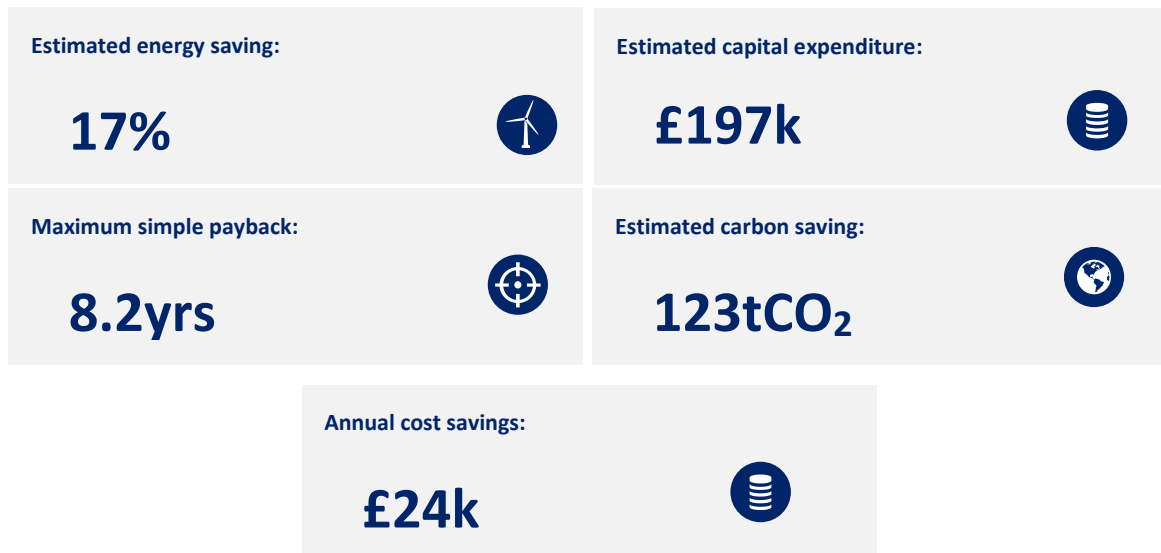 Estimated energy saving:
17%
Estimated capital expenditure:
£197k
Maximum simple payback:
8.2yrs
Estimated carbon saving:
123tCO₂
Annual cost savings:
£24k